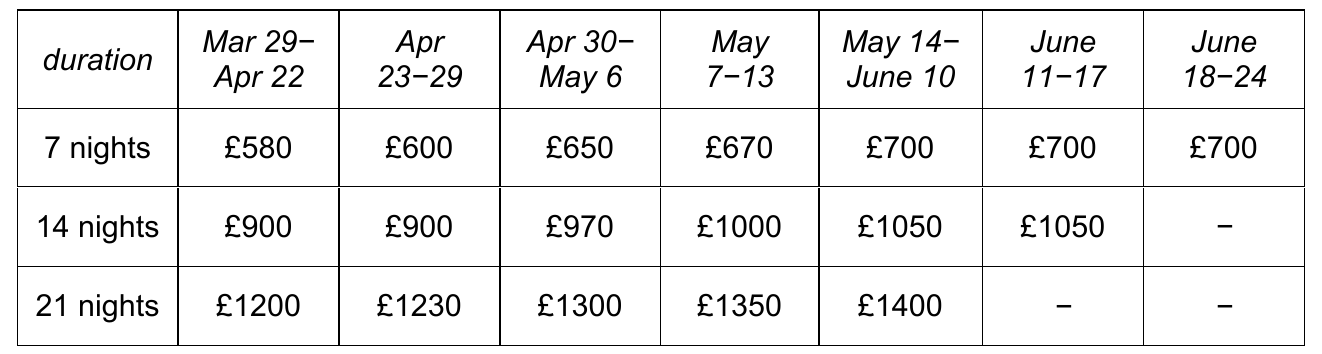 duration Mar 29– Apr Apr 30– May May 14– June June
Apr 22 23–29 May 6 7–13 June 10 11–17 18–24
7 nights £580 £600 £650 £670 £700 £700 £700
14 nights £900 £900 £970 £1000 £1050 £1050 –
21 nights £1200 £1230 £1300 £1350 £1400 – –